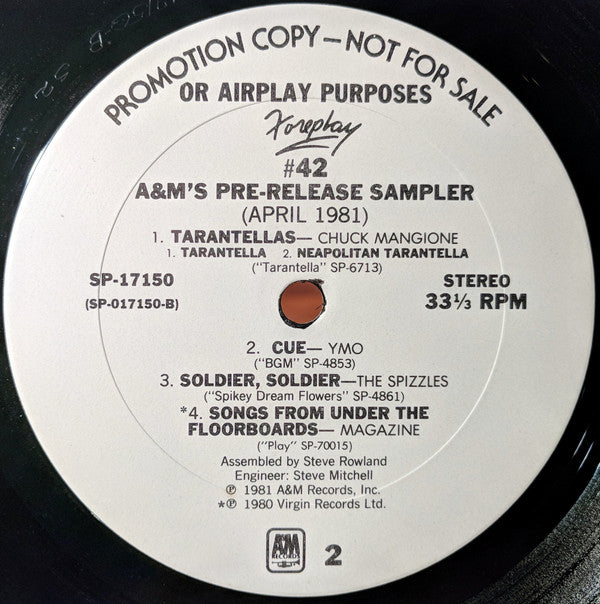 PROMOTION COPY — NOT FOR SALE
OR AIRPLAY PURPOSES
Foreplay
#42
A&M'S PRE-RELEASE SAMPLER
(APRIL 1981)
1. TARANTELLAS— CHUCK MANGIONE
1. TARANTELLA 2. NEAPOLITAN TARANTELLA
("Tarantella" SP-6713)
SP-17150
(SP-017150-B)
STEREO
33⅓ RPM
2. CUE— YMO
("BGM" SP-4853)
3. SOLDIER, SOLDIER—THE SPIZZLES
("Spikey Dream Flowers" SP-4861)
*4. SONGS FROM UNDER THE
FLOORBOARDS— MAGAZINE
("Play" SP-70015)
Assembled by Steve Rowland
Engineer: Steve Mitchell
℗ 1981 A&M Records, Inc.
*℗ 1980 Virgin Records Ltd.
A&M
RECORDS
2